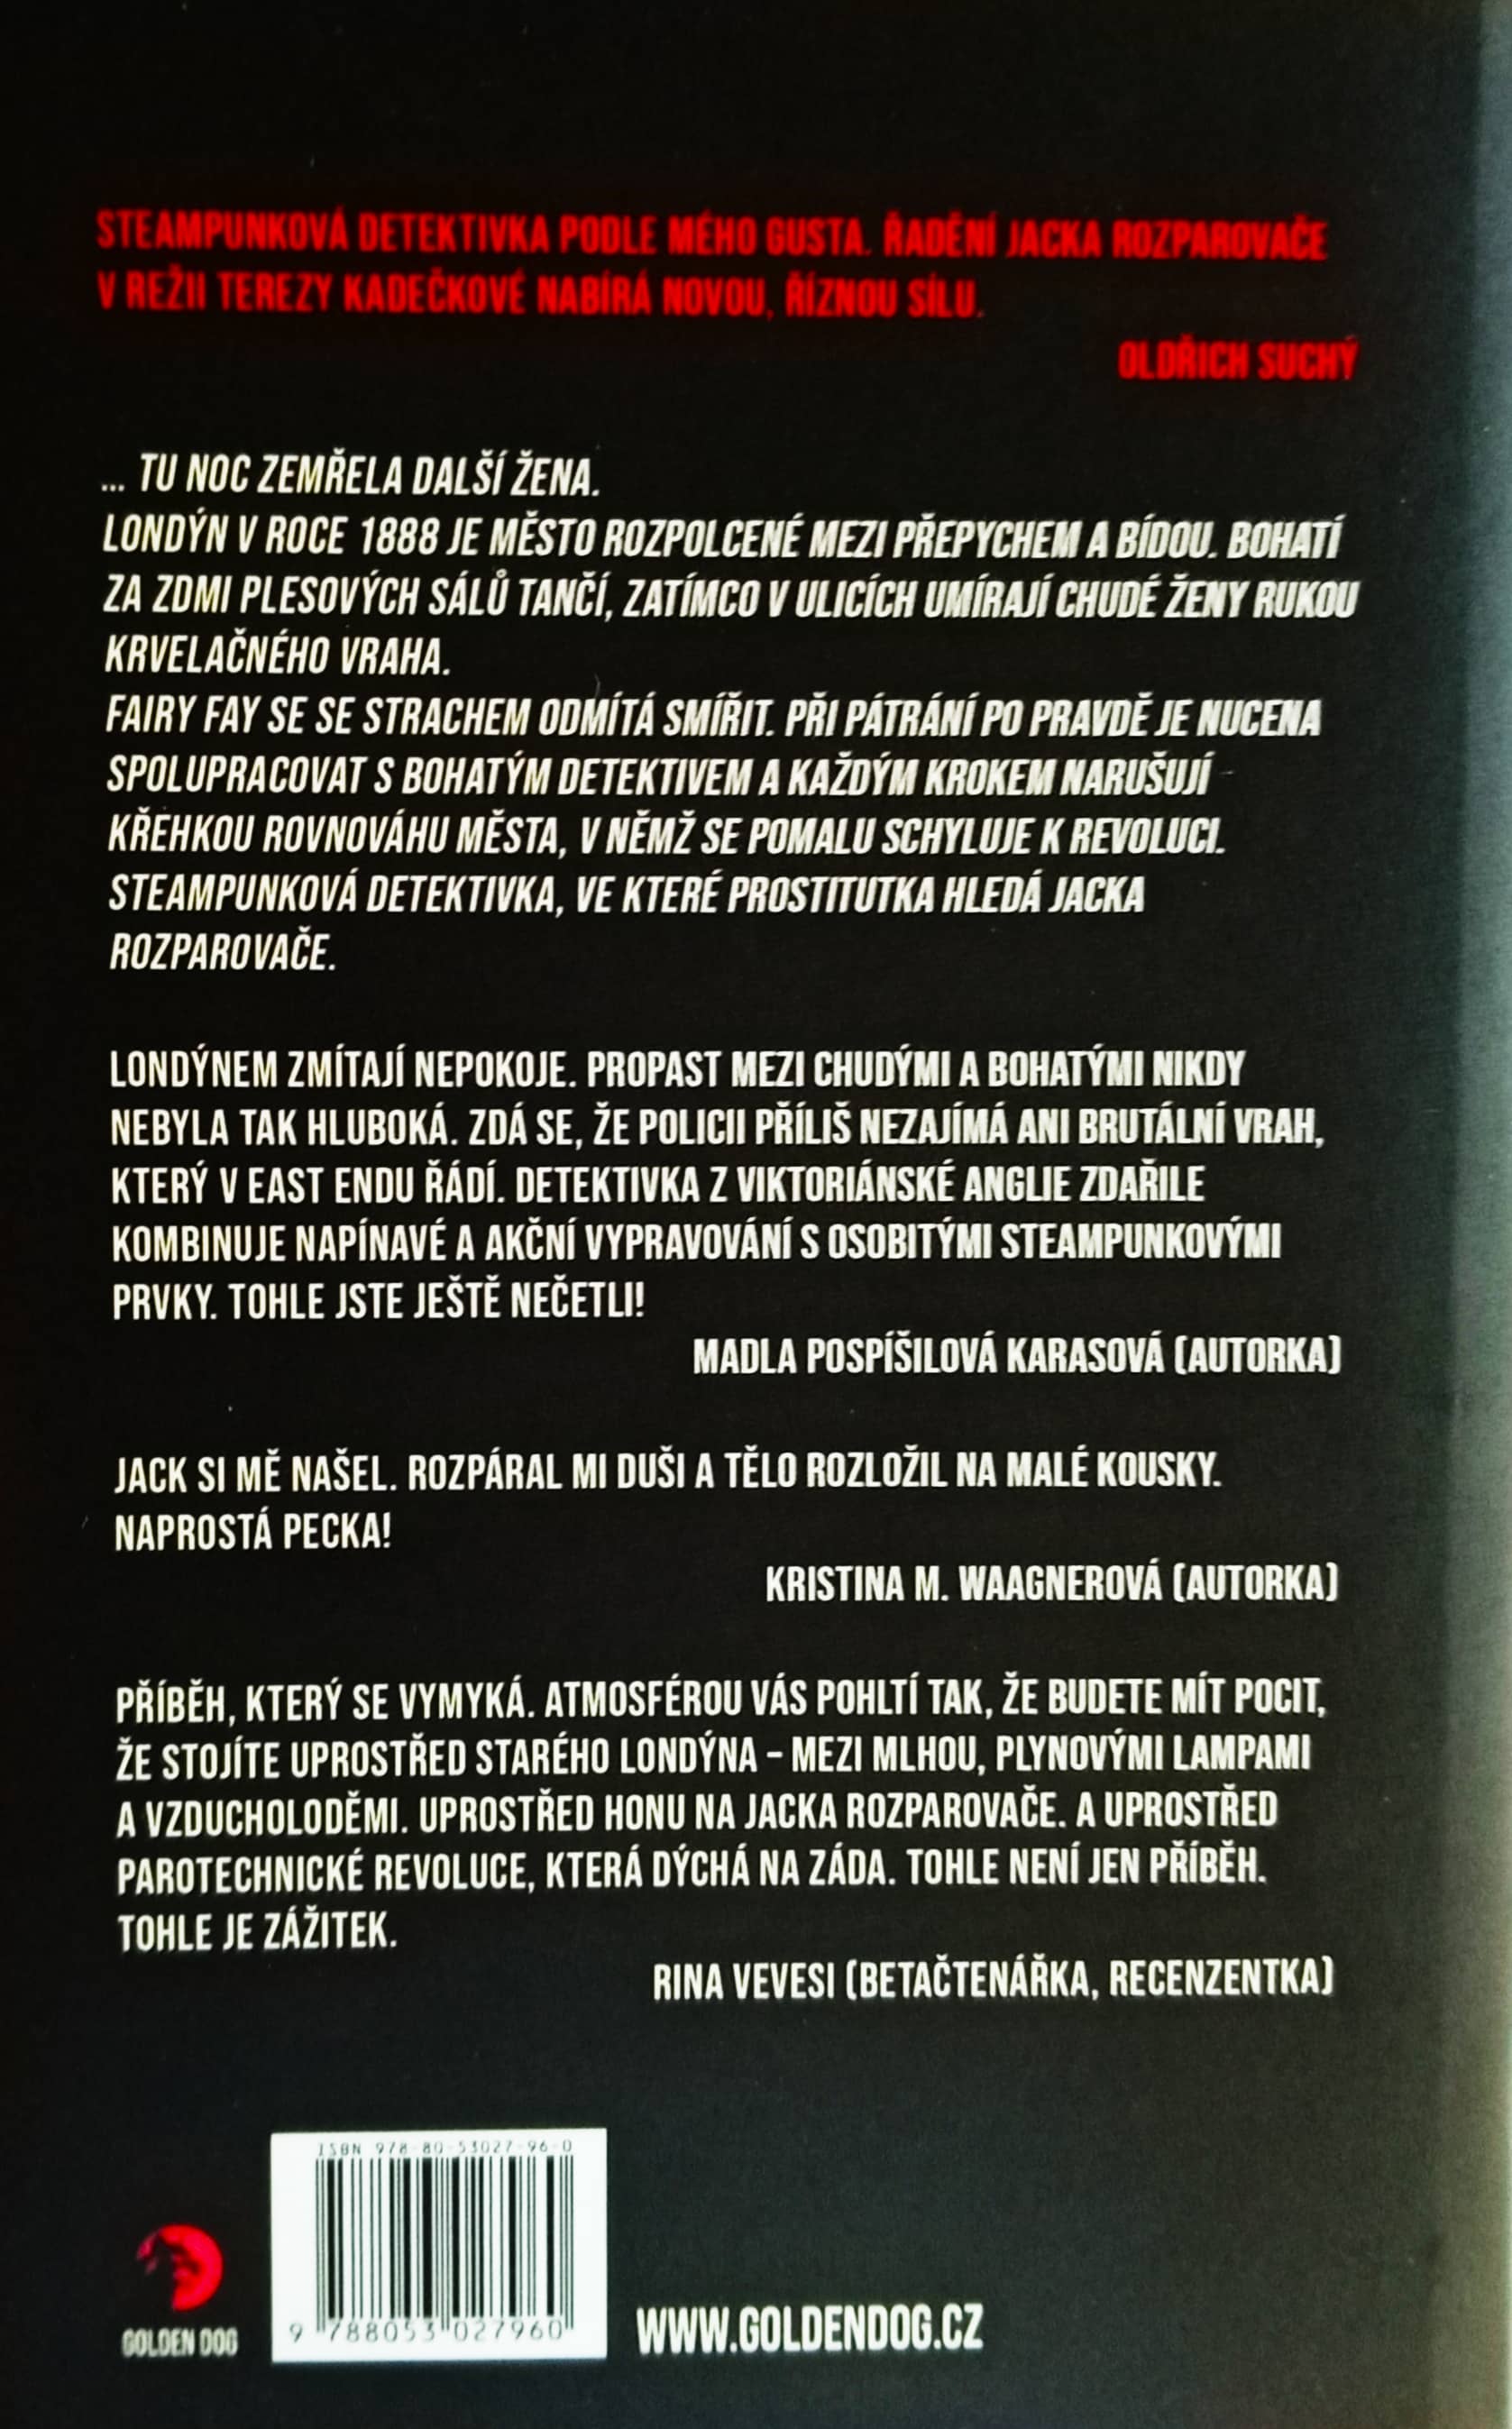 STEAMPUNKOVÁ DETEKTIVKA PODLE MÉHO GUSTA. ŘADĚNÍ JACKA ROZPAROVAČE
V REŽII TEREZY KADEČKOVÉ NABÍRÁ NOVOU, ŘÍZNOU SÍLU.
OLDŘICH SUCHÝ
... TU NOC ZEMŘELA DALŠÍ ŽENA.
LONDÝN V ROCE 1888 JE MĚSTO ROZPOLCENÉ MEZI PŘEPYCHEM A BÍDOU. BOHATÍ
ZA ZDMI PLESOVÝCH SÁLŮ TANČÍ, ZATÍMCO V ULICÍCH UMÍRAJÍ CHUDÉ ŽENY RUKOU
KRVELAČNÉHO VRAHA.
FAIRY FAY SE SE STRACHEM ODMÍTÁ SMÍŘIT. PŘI PÁTRÁNÍ PO PRAVDĚ JE NUCENA
SPOLUPRACOVAT S BOHATÝM DETEKTIVEM A KAŽDÝM KROKEM NARUŠUJÍ
KŘEHKOU ROVNOVÁHU MĚSTA, V NĚMŽ SE POMALU SCHYLUJE K REVOLUCI.
STEAMPUNKOVÁ DETEKTIVKA, VE KTERÉ PROSTITUTKA HLEDÁ JACKA
ROZPAROVAČE.
LONDÝNEM ZMÍTAJÍ NEPOKOJE. PROPAST MEZI CHUDÝMI A BOHATÝMI NIKDY
NEBYLA TAK HLUBOKÁ. ZDÁ SE, ŽE POLICII PŘÍLIŠ NEZAJÍMÁ ANI BRUTÁLNÍ VRAH,
KTERÝ V EAST ENDU ŘÁDÍ. DETEKTIVKA Z VIKTORIÁNSKÉ ANGLIE ZDAŘILE
KOMBINUJE NAPÍNAVÉ A AKČNÍ VYPRAVOVÁNÍ S OSOBITÝMI STEAMPUNKOVÝMI
PRVKY. TOHLE JSTE JEŠTĚ NEČETLI!
MADLA POSPÍŠILOVÁ KARASOVÁ (AUTORKA)
JACK SI MĚ NAŠEL. ROZPÁRAL MI DUŠI A TĚLO ROZLOŽIL NA MALÉ KOUSKY.
NAPROSTÁ PECKA!
KRISTINA M. WAAGNEROVÁ (AUTORKA)
PŘÍBĚH, KTERÝ SE VYMYKÁ. ATMOSFÉROU VÁS POHLTÍ TAK, ŽE BUDETE MÍT POCIT,
ŽE STOJÍTE UPROSTŘED STARÉHO LONDÝNA – MEZI MLHOU, PLYNOVÝMI LAMPAMI
A VZDUCHOLODĚMI. UPROSTŘED HONU NA JACKA ROZPAROVAČE. A UPROSTŘED
PAROTECHNICKÉ REVOLUCE, KTERÁ DÝCHÁ NA ZÁDA. TOHLE NENÍ JEN PŘÍBĚH.
TOHLE JE ZÁŽITEK.
RINA VEVESI (BETAČTENÁŘKA, RECENZENTKA)
ISBN 978-80-53027-96-0
9 788053 027960
GOLDEN DOG
WWW.GOLDENDOG.CZ